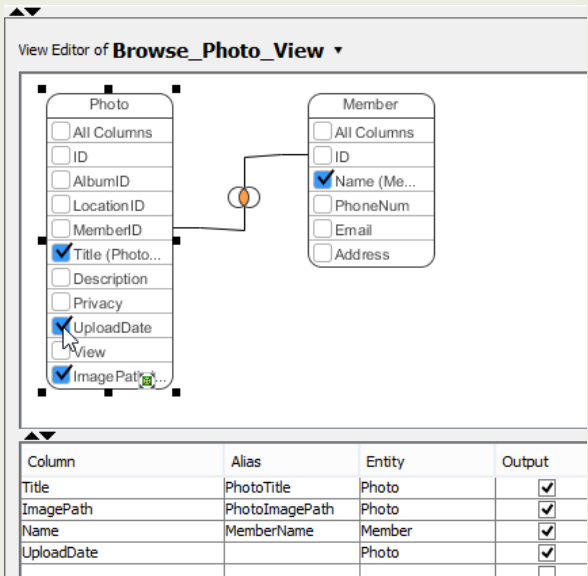 View Editor of Browse_Photo_View
Photo
All Columns
ID
AlbumID
LocationID
MemberID
Title (Photo...
Description
Privacy
UploadDate
View
ImagePath...
Member
All Columns
ID
Name (Me...
PhoneNum
Email
Address
Column Alias Entity Output
Title PhotoTitle Photo
ImagePath PhotoImagePath Photo
Name MemberName Member
UploadDate Photo